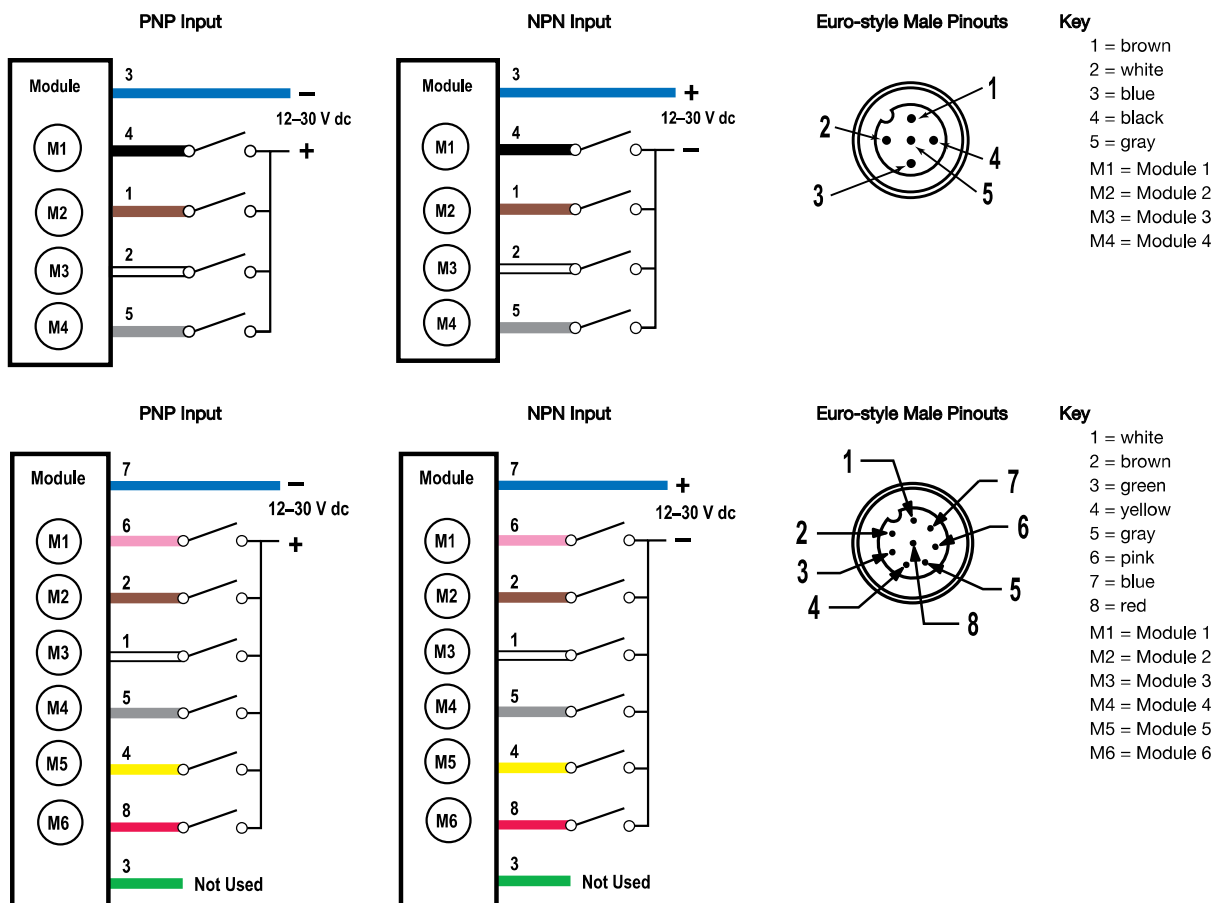 PNP Input
Module
3
−
12–30 V dc
M1
4
+
M2
1
M3
2
M4
5
NPN Input
Module
3
+
12–30 V dc
M1
4
−
M2
1
M3
2
M4
5
Euro-style Male Pinouts
1
2
4
3
5
Key
1 = brown
2 = white
3 = blue
4 = black
5 = gray
M1 = Module 1
M2 = Module 2
M3 = Module 3
M4 = Module 4
PNP Input
Module
7
−
12–30 V dc
M1
6
+
M2
2
M3
1
M4
5
M5
4
M6
8
3
Not Used
NPN Input
Module
7
+
12–30 V dc
M1
6
−
M2
2
M3
1
M4
5
M5
4
M6
8
3
Not Used
Euro-style Male Pinouts
1
7
2
6
3
5
4
8
Key
1 = white
2 = brown
3 = green
4 = yellow
5 = gray
6 = pink
7 = blue
8 = red
M1 = Module 1
M2 = Module 2
M3 = Module 3
M4 = Module 4
M5 = Module 5
M6 = Module 6